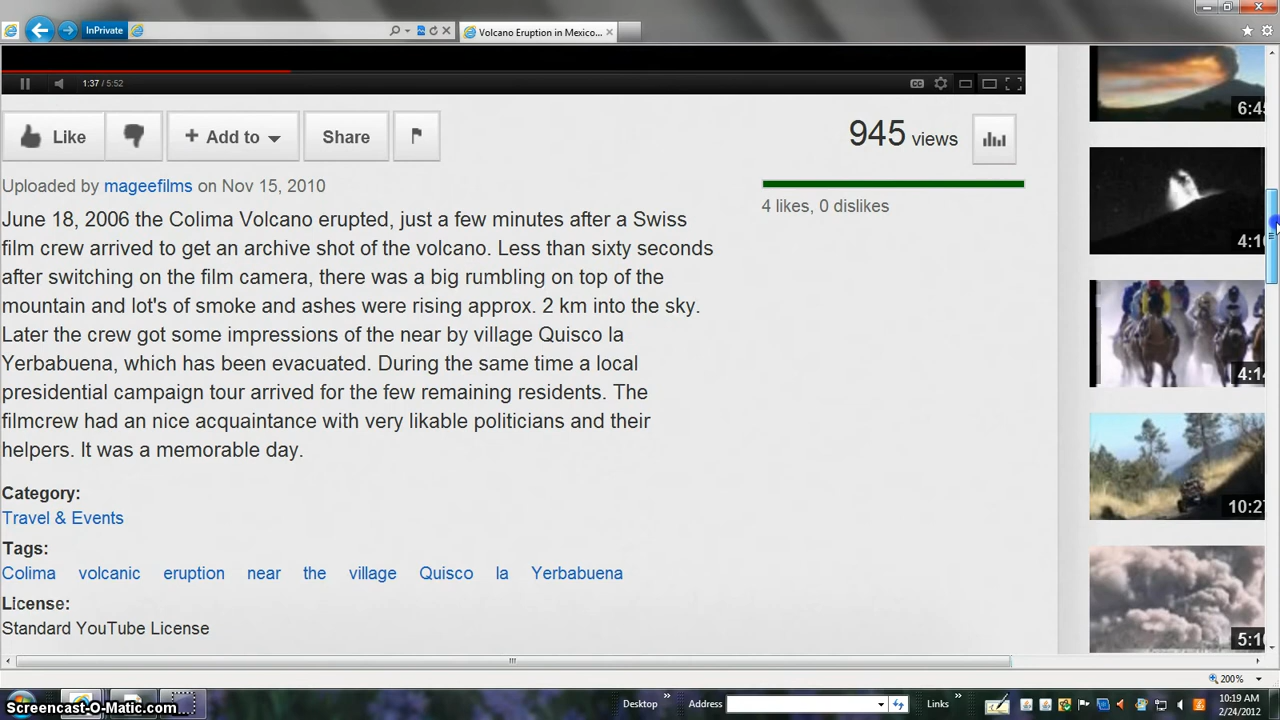 InPrivate
Volcano Eruption in Mexico...
1:37 / 5:52
CC
Like
Add to
Share
945 views
Uploaded by mageefilms on Nov 15, 2010
4 likes, 0 dislikes
June 18, 2006 the Colima Volcano erupted, just a few minutes after a Swiss
film crew arrived to get an archive shot of the volcano. Less than sixty seconds
after switching on the film camera, there was a big rumbling on top of the
mountain and lot's of smoke and ashes were rising approx. 2 km into the sky.
Later the crew got some impressions of the near by village Quisco la
Yerbabuena, which has been evacuated. During the same time a local
presidential campaign tour arrived for the few remaining residents. The
filmcrew had an nice acquaintance with very likable politicians and their
helpers. It was a memorable day.
Category:
Travel & Events
Tags:
Colima volcanic eruption near the village Quisco la Yerbabuena
License:
Standard YouTube License
6:45
4:10
4:14
10:27
5:10
200%
Screencast-O-Matic.com
Desktop
Address
Links
10:19 AM
2/24/2012